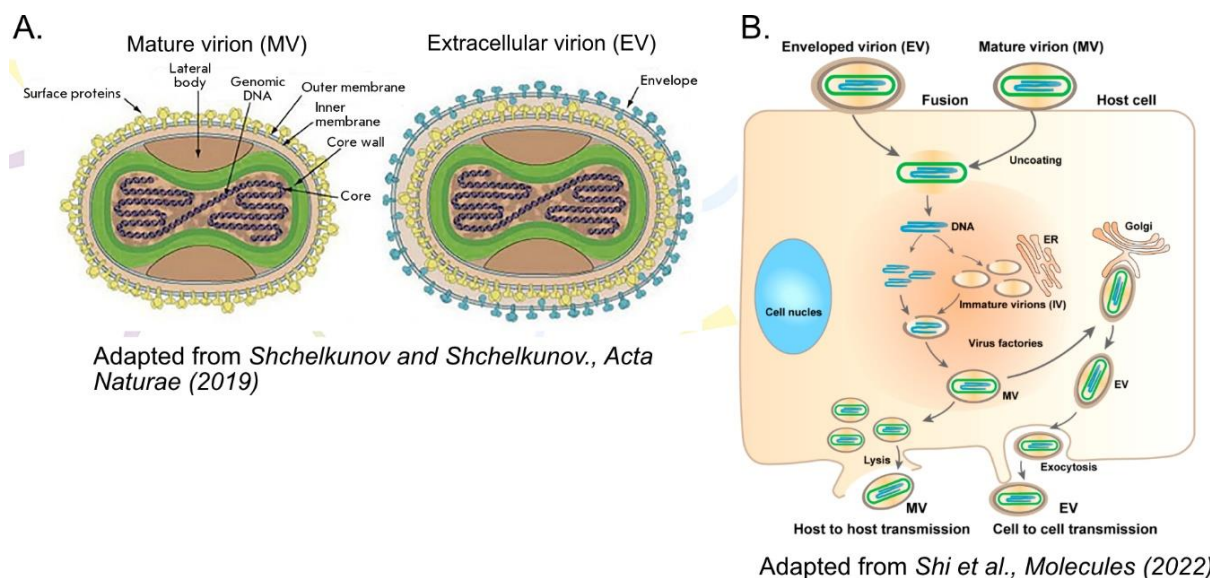 A.
Mature virion (MV)
Extracellular virion (EV)
Lateral
body
Genomic
DNA
Surface proteins
Outer membrane
Inner
membrane
Core wall
Core
Envelope
Adapted from Shchelkunov and Shchelkunov., Acta
Naturae (2019)
B.
Enveloped virion (EV)
Mature virion (MV)
Fusion
Host cell
Uncoating
DNA
ER
Golgi
Immature virions (IV)
Cell nucles
Virus factories
MV
EV
Lysis
Exocytosis
MV
EV
Host to host transmission
Cell to cell transmission
Adapted from Shi et al., Molecules (2022)